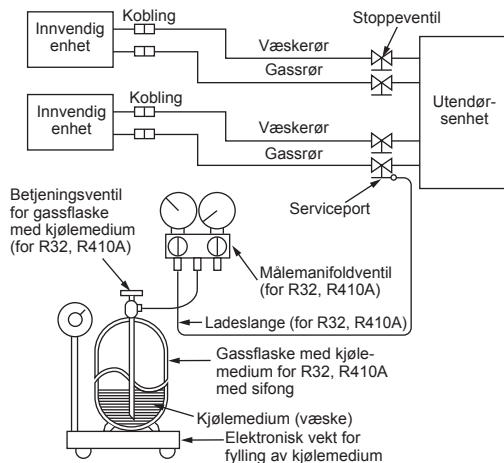 Innvendig
enhet
Kobling
Væskerør
Gassrør
Stoppeventil
Innvendig
enhet
Kobling
Væskerør
Gassrør
Utendør-
senhet
Serviceport
Betjeningsventil
for gassflaske
med kjølemedium
(for R32, R410A)
Målemanifoldventil
(for R32, R410A)
Ladeslange (for R32, R410A)
Gassflaske med kjøle-
medium for R32, R410A
med sifong
Kjølemedium (væske)
Elektronisk vekt for
fylling av kjølemedium